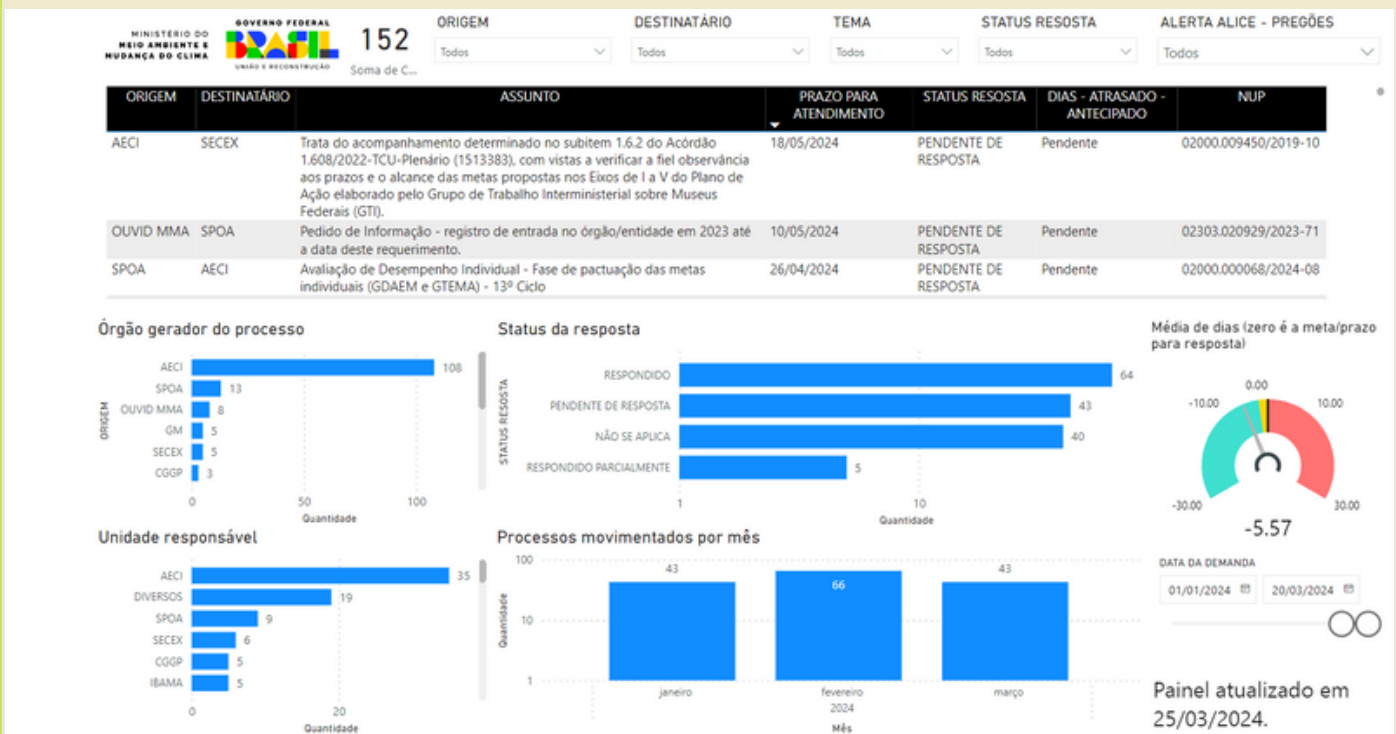 MINISTÉRIO DO
MEIO AMBIENTE E
MUDANÇA DO CLIMA
GOVERNO FEDERAL
BRASIL
UNIÃO E RECONSTRUÇÃO
152
Soma de C...
ORIGEM
Todos
DESTINATÁRIO
Todos
TEMA
Todos
STATUS RESOSTA
Todos
ALERTA ALICE - PREGÕES
Todos
ORIGEM DESTINATÁRIO ASSUNTO PRAZO PARA ATENDIMENTO STATUS RESOSTA DIAS - ATRASADO - ANTECIPADO NUP
AECI SECEX Trata do acompanhamento determinado no subitem 1.6.2 do Acórdão 18/05/2024 PENDENTE DE Pendente 02000.009450/2019-10
1.608/2022-TCU-Plenário (1513383), com vistas a verificar a fiel observância RESPOSTA
aos prazos e o alcance das metas propostas nos Eixos de I a V do Plano de
Ação elaborado pelo Grupo de Trabalho Interministerial sobre Museus
Federais (GTI).
OUVID MMA SPOA Pedido de Informação - registro de entrada no órgão/entidade em 2023 até 10/05/2024 PENDENTE DE Pendente 02303.020929/2023-71
a data deste requerimento. RESPOSTA
SPOA AECI Avaliação de Desempenho Individual - Fase de pactuação das metas 26/04/2024 PENDENTE DE Pendente 02000.000068/2024-08
individuais (GDAEM e GTEMA) - 13º Ciclo RESPOSTA
Órgão gerador do processo
ORIGEM
AECI 108
SPOA 13
OUVID MMA 8
GM 5
SECEX 5
CGGP 3
0 50 100
Quantidade
Status da resposta
STATUS RESOSTA
RESPONDIDO 64
PENDENTE DE RESPOSTA 43
NÃO SE APLICA 40
RESPONDIDO PARCIALMENTE 5
1 10
Quantidade
Média de dias (zero é a meta/prazo
para resposta)
0.00
-10.00 10.00
-30.00 30.00
-5.57
Unidade responsável
AECI 35
DIVERSOS 19
SPOA 9
SECEX 6
CGGP 5
IBAMA 5
0 20
Quantidade
Processos movimentados por mês
Quantidade
100
10
1
43 66 43
janeiro fevereiro março
2024
Mês
DATA DA DEMANDA
01/01/2024 20/03/2024
Painel atualizado em
25/03/2024.